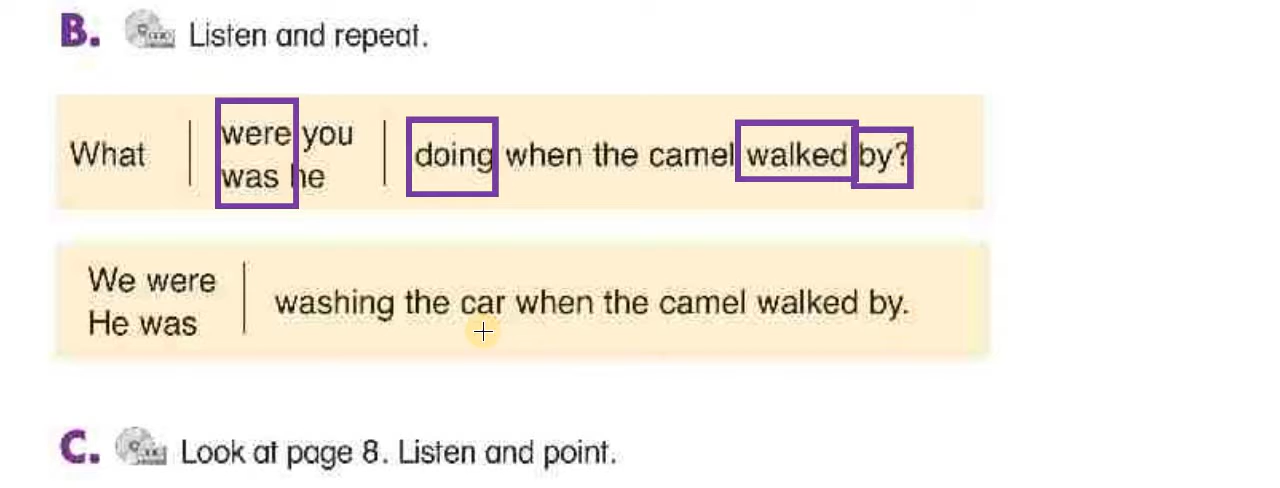 B. Listen and repeat.
were you
What doing when the camel walked by?
was he
We were
washing the car when the camel walked by.
He was
C. Look at page 8. Listen and point.